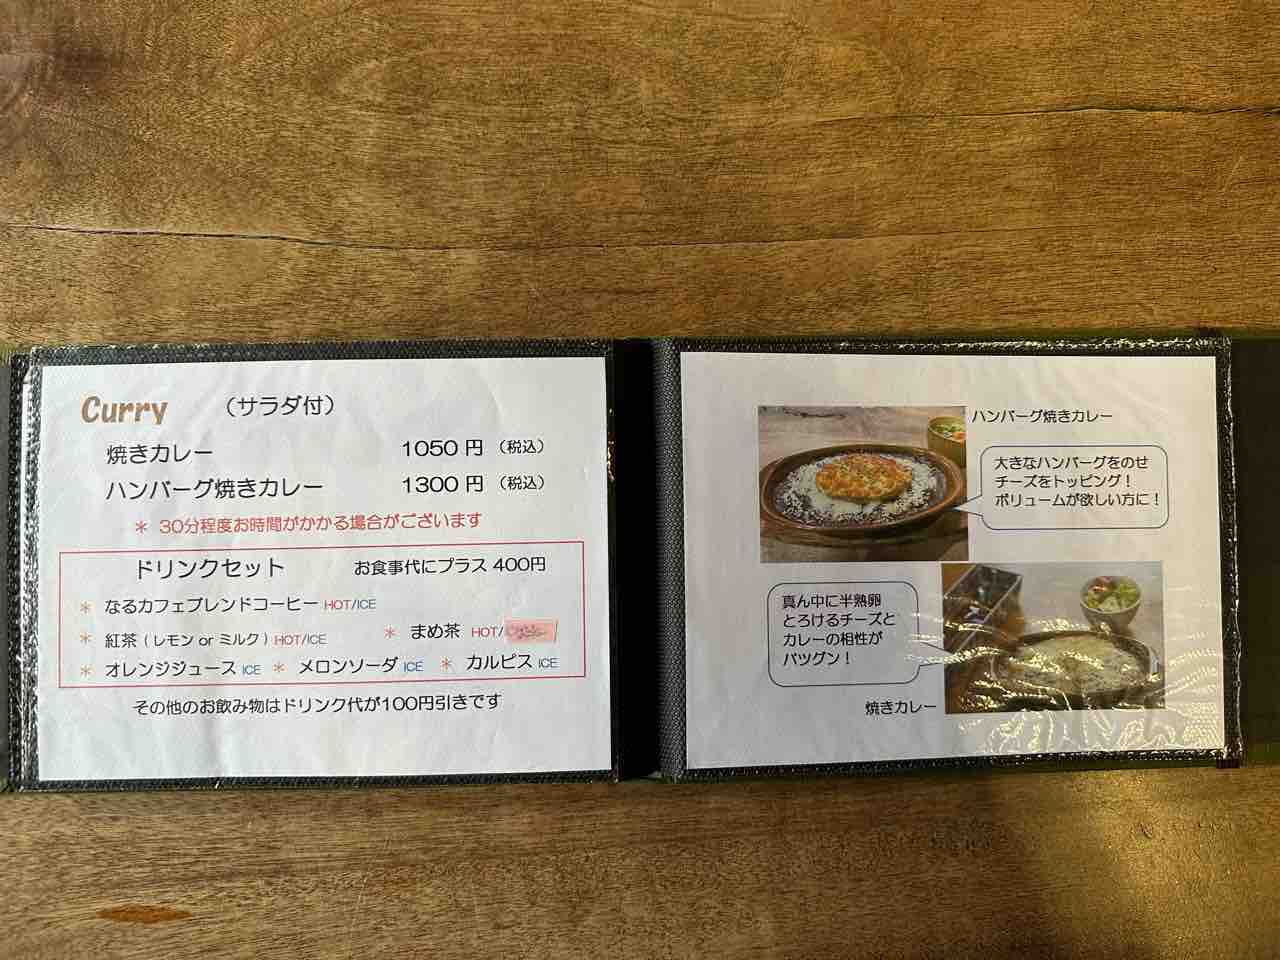 Curry （サラダ付）
焼きカレー 1050 円 （税込）
ハンバーグ焼きカレー 1300 円 （税込）
＊ 30分程度お時間がかかる場合がございます
ドリンクセット お食事代にプラス 400円
＊ なるカフェブレンドコーヒー HOT/ICE
＊ 紅茶 ( レモン or ミルク ) HOT/ICE ＊ まめ茶 HOT/
＊ オレンジジュース ICE ＊ メロンソーダ ICE ＊ カルピス ICE
その他のお飲み物はドリンク代が100円引きです
ハンバーグ焼きカレー
大きなハンバーグをのせ
チーズをトッピング！
ボリュームが欲しい方に！
真ん中に半熟卵
とろけるチーズと
カレーの相性が
バツグン！
焼きカレー